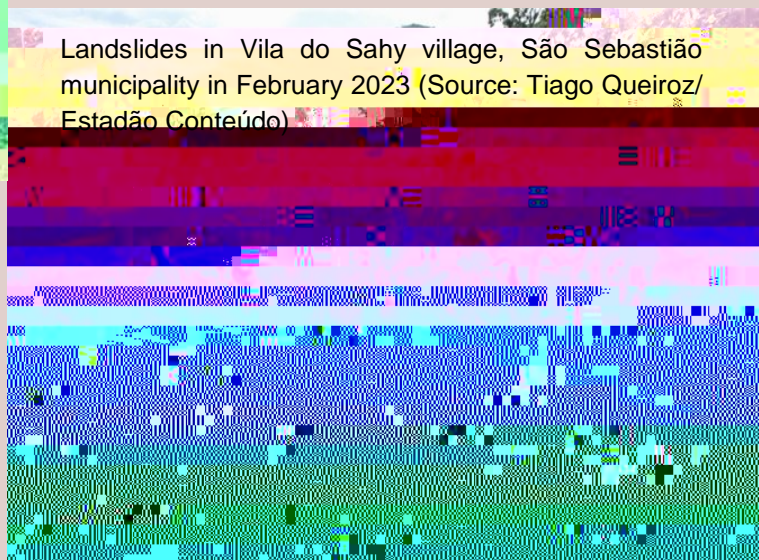 Landslides in Vila do Sahy village, São Sebastião
municipality in February 2023 (Source: Tiago Queiroz/
Estadão Conteúdo)